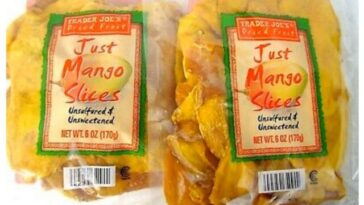 TRADER JOE'S
Dried Fruit
Just
Mango
Slices
Unsulfured &
Unsweetened
NET WT. 6 OZ (170g)
TRADER JOE'S
Dried Fruit
Just
Mango
Slices
Unsulfured &
Unsweetened
NET WT. 6 OZ (170g)